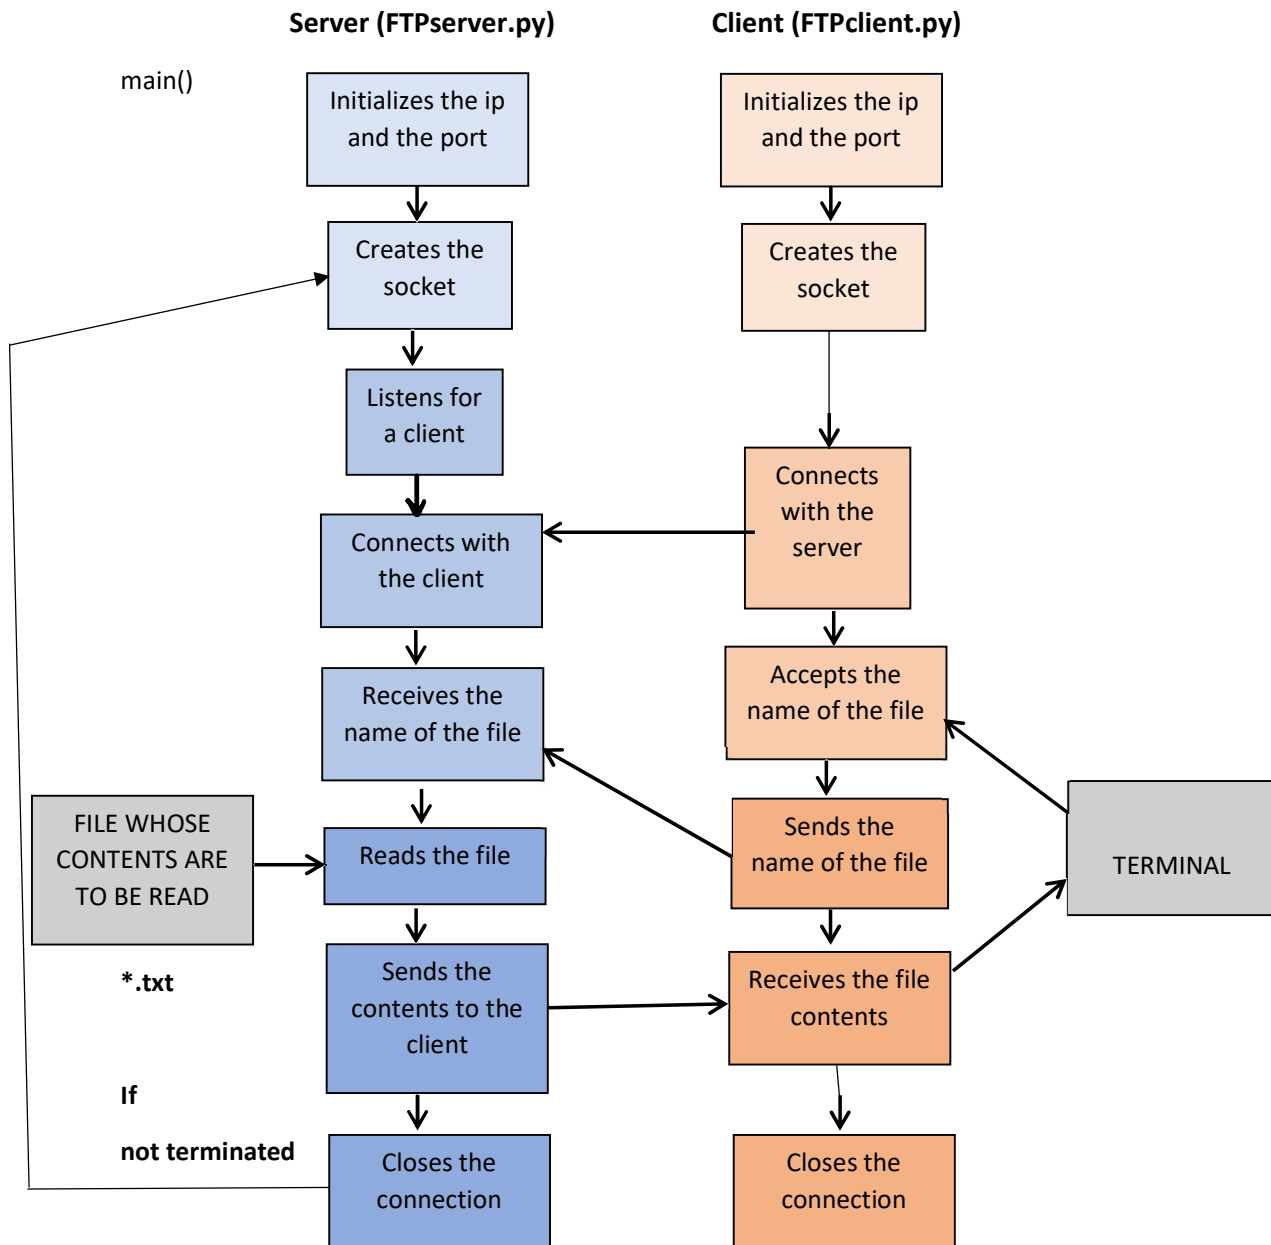 Server (FTPserver.py)
Client (FTPclient.py)
main()
Initializes the ip
and the port
Initializes the ip
and the port
Creates the
socket
Creates the
socket
Listens for
a client
Connects
with the
server
Connects with
the client
Accepts the
name of the file
Receives the
name of the file
FILE WHOSE
CONTENTS ARE
TO BE READ
Reads the file
Sends the
name of the file
TERMINAL
*.txt
Sends the
contents to the
client
Receives the file
contents
If
not terminated
Closes the
connection
Closes the
connection